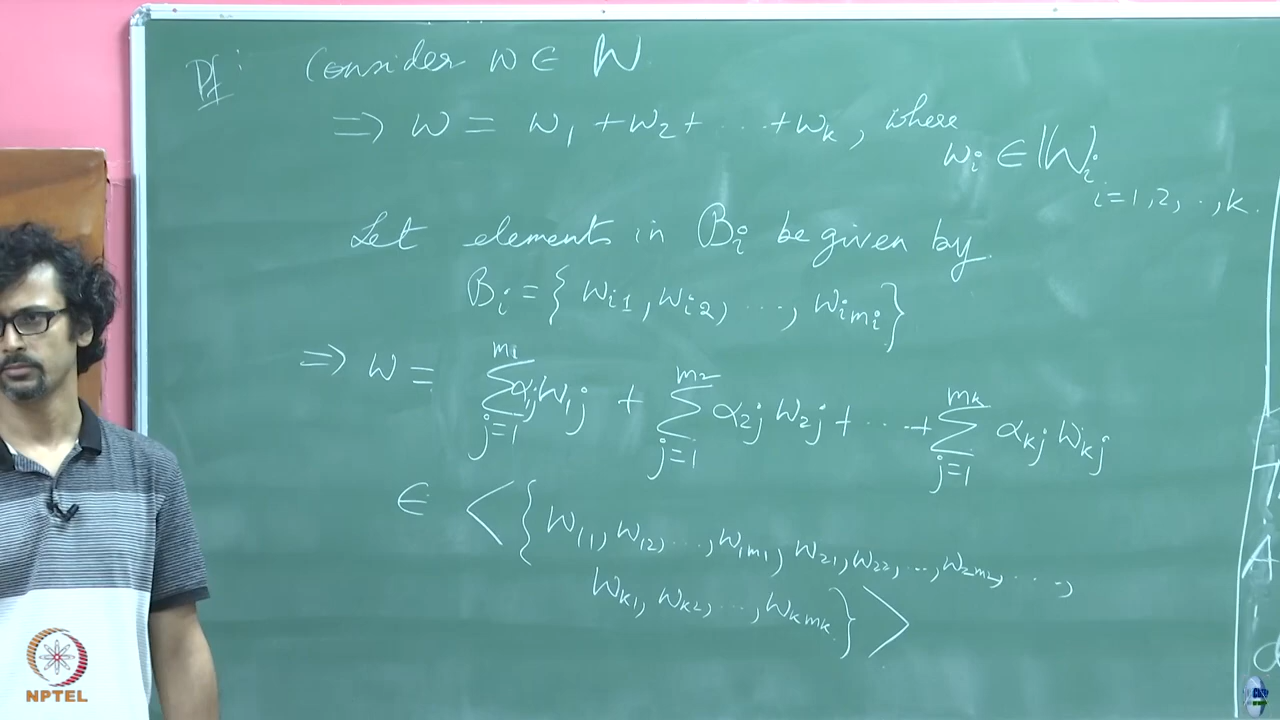 Pf: Consider w ∈ W
⇒ w = w₁ + w₂ + ... + wₖ, where
wᵢ ∈ Wᵢ
i=1,2,..,k.
Let elements in Bᵢ be given by
Bᵢ = { wᵢ₁, wᵢ₂, ..., wᵢₘᵢ }
⇒ w = ∑_{j=1}^{m₁} α₁ⱼ w₁ⱼ + ∑_{j=1}^{m₂} α₂ⱼ w₂ⱼ + ... + ∑_{j=1}^{mₖ} αₖⱼ wₖⱼ
∈ < { w₁₁, w₁₂, ..., w₁ₘ₁, w₂₁, w₂₂, ..., w₂ₘ₂, ...,
wₖ₁, wₖ₂, ..., wₖₘₖ } >
NPTEL